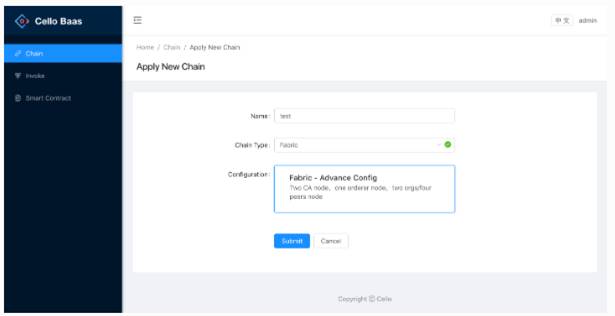 Cello Baas
中 文 admin
Chain
Home / Chain / Apply New Chain
Apply New Chain
Invoke
Smart Contract
Name : test
Chain Type : Fabric
Configuration : Fabric - Advance Config
Two CA node, one orderer node, two orgs/four
peers node
Submit Cancel
Copyright © Cello